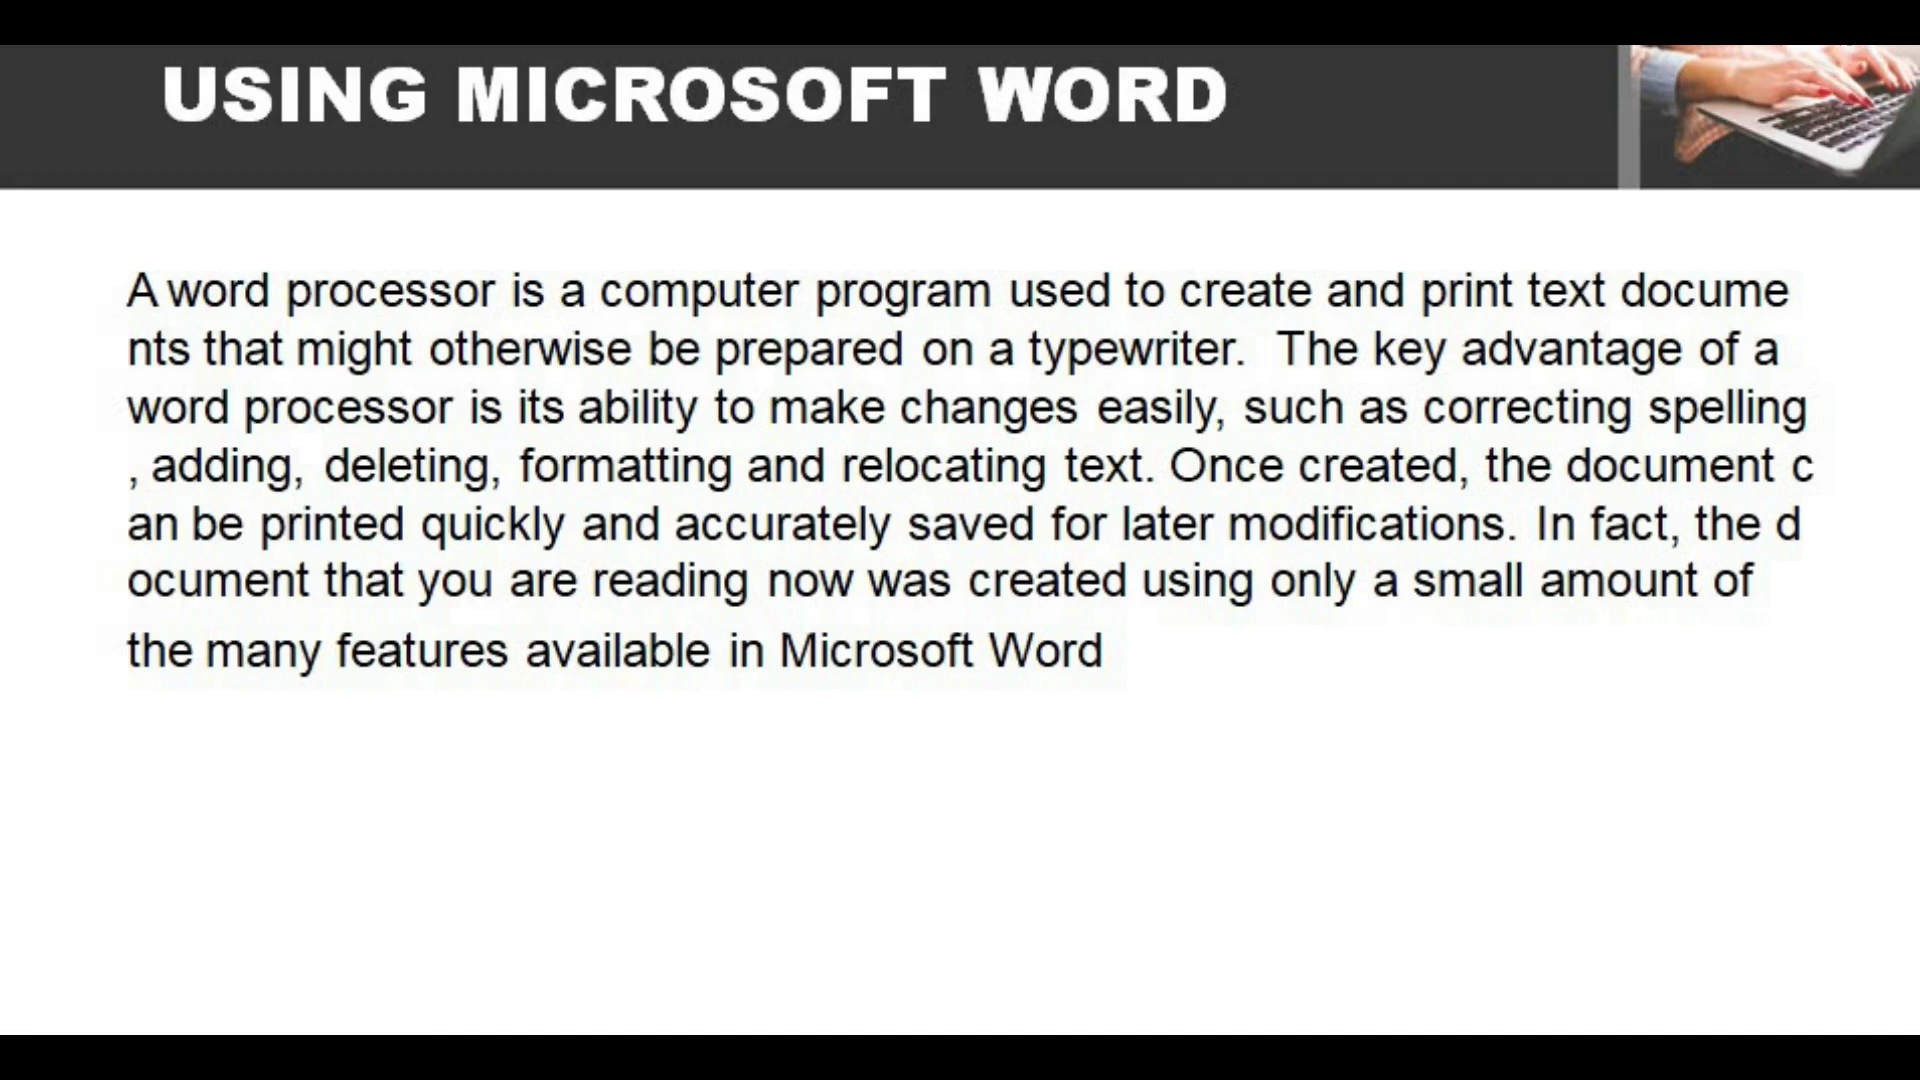 USING MICROSOFT WORD
A word processor is a computer program used to create and print text docume
nts that might otherwise be prepared on a typewriter.  The key advantage of a
word processor is its ability to make changes easily, such as correcting spelling
, adding, deleting, formatting and relocating text. Once created, the document c
an be printed quickly and accurately saved for later modifications. In fact, the d
ocument that you are reading now was created using only a small amount of
the many features available in Microsoft Word